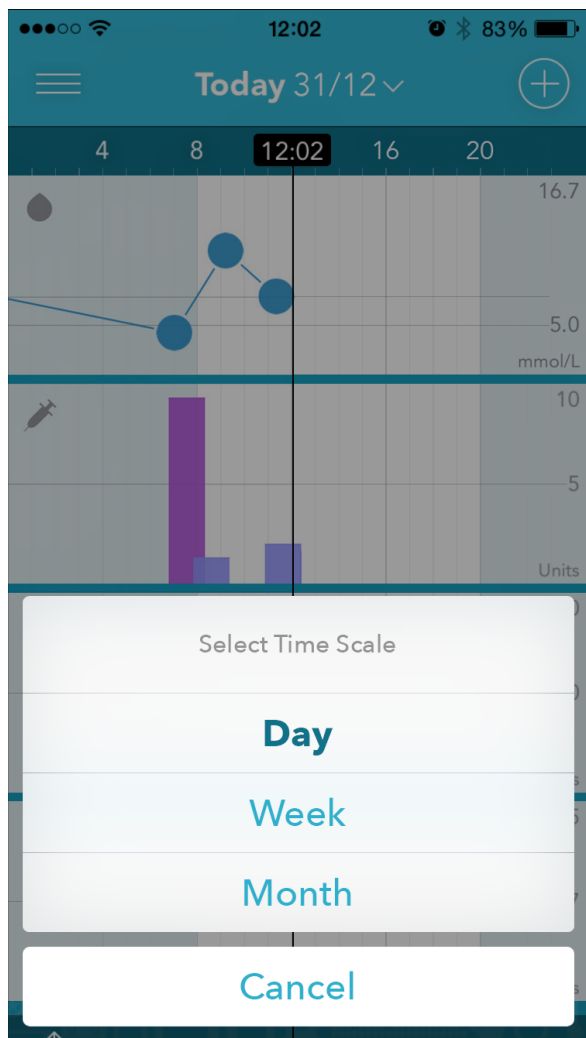 12:02
83%
Today 31/12
4 8 12:02 16 20
16.7
5.0
mmol/L
10
5
Units
Select Time Scale
Day
Week
Month
Cancel